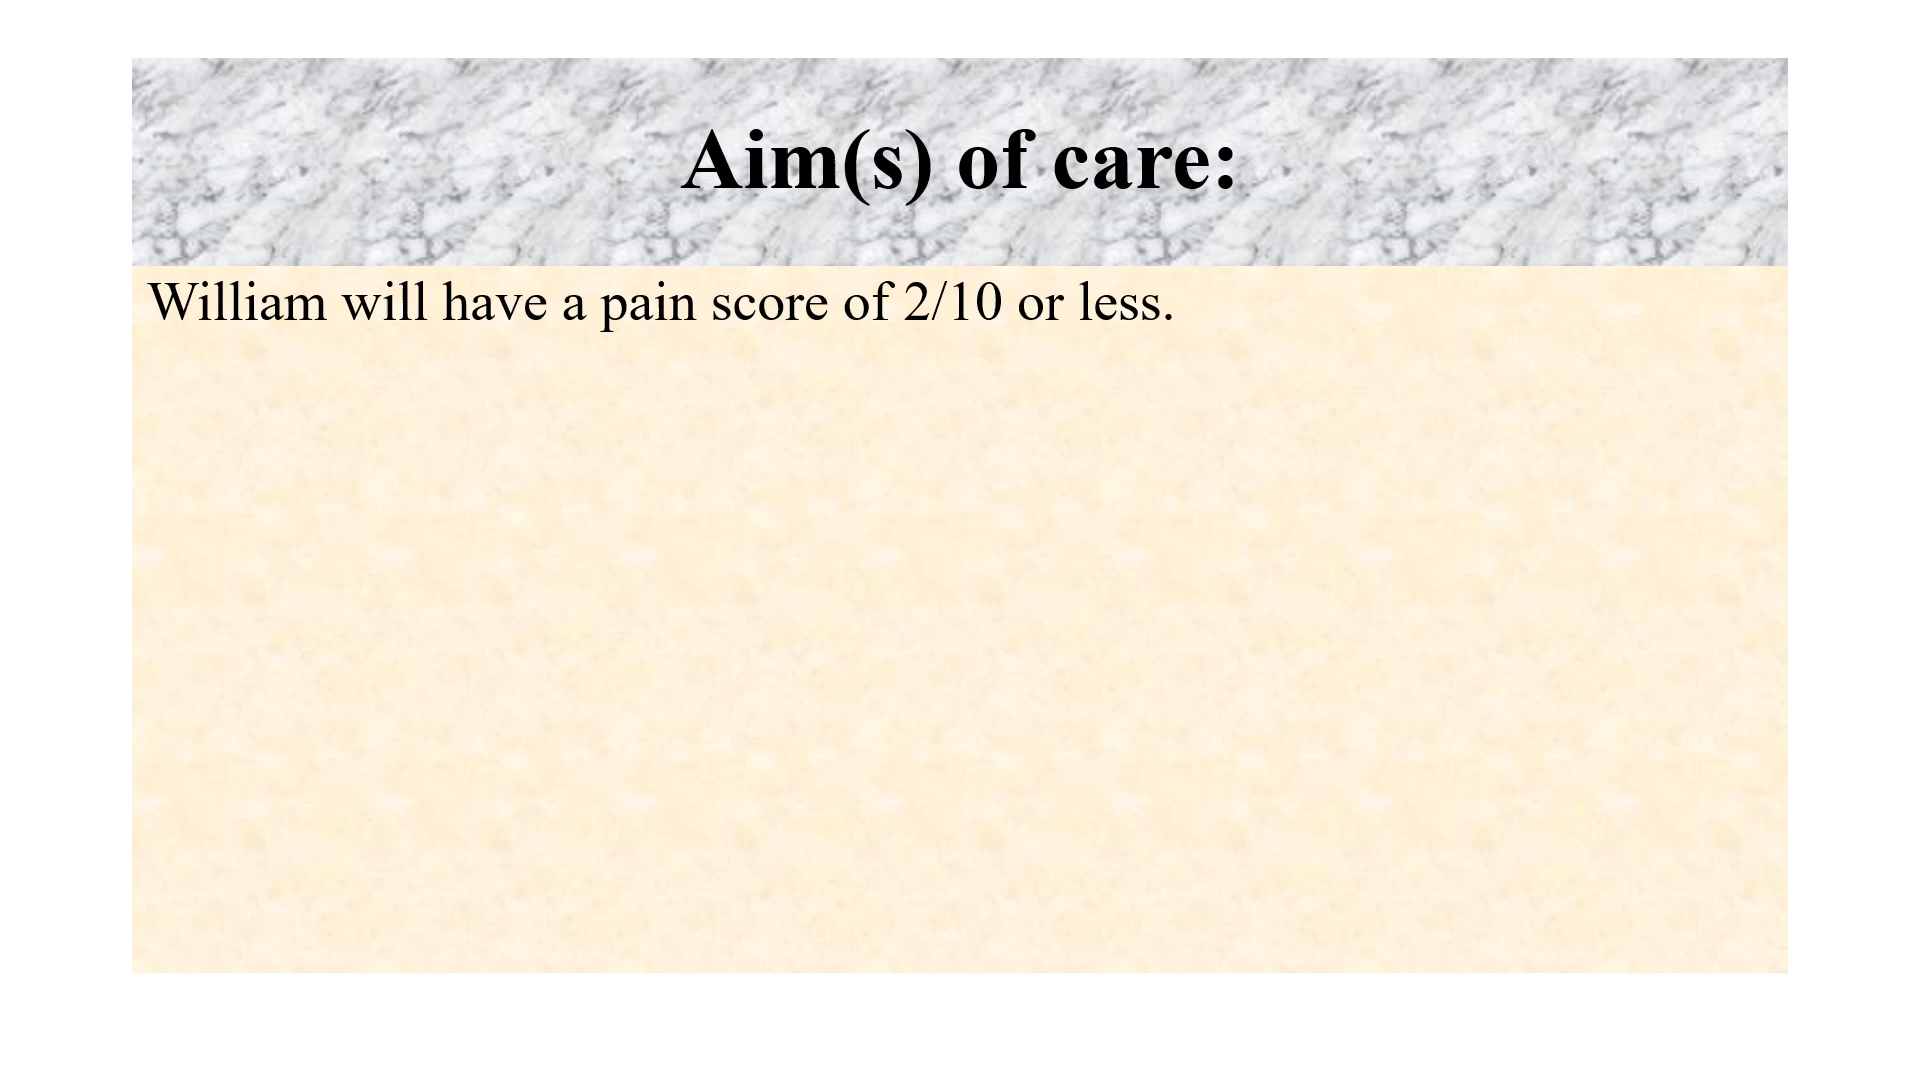 Aim(s) of care:
William will have a pain score of 2/10 or less.